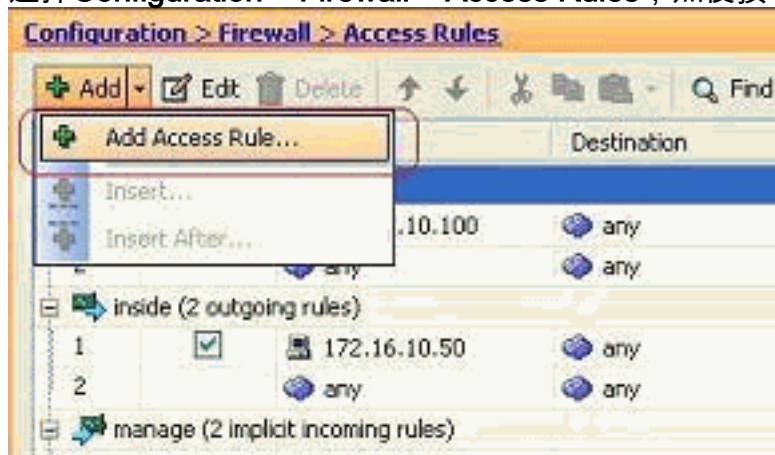 Configuration > Firewall > Access Rules
Add Edit Delete Find
Add Access Rule... Destination
Insert...
Insert After... .10.100 any
any any
inside (2 outgoing rules)
1 172.16.10.50 any
2 any any
manage (2 implicit incoming rules)